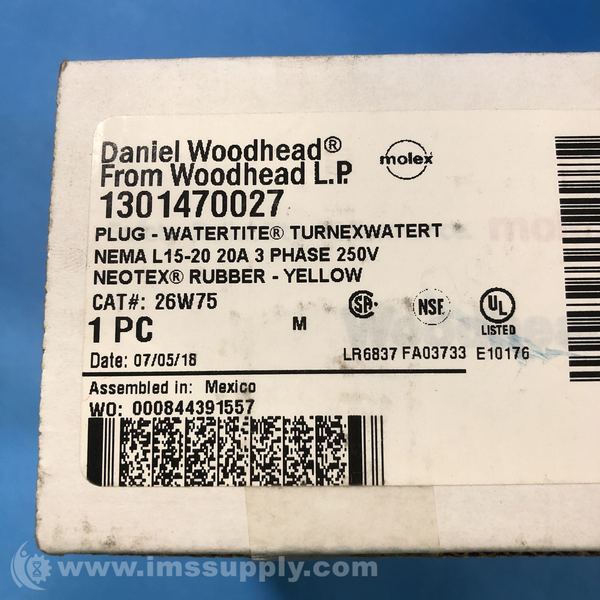 Daniel Woodhead®
From Woodhead L.P.
molex
1301470027
PLUG - WATERTITE® TURNEXWATERT
NEMA L15-20 20A 3 PHASE 250V
NEOTEX® RUBBER - YELLOW
CAT#: 26W75
1 PC
M
SA
NSF
UL
LISTED
Date: 07/05/18
LR6837 FA03733 E10176
Assembled in: Mexico
WO: 000844391557
© www.imssupply.com